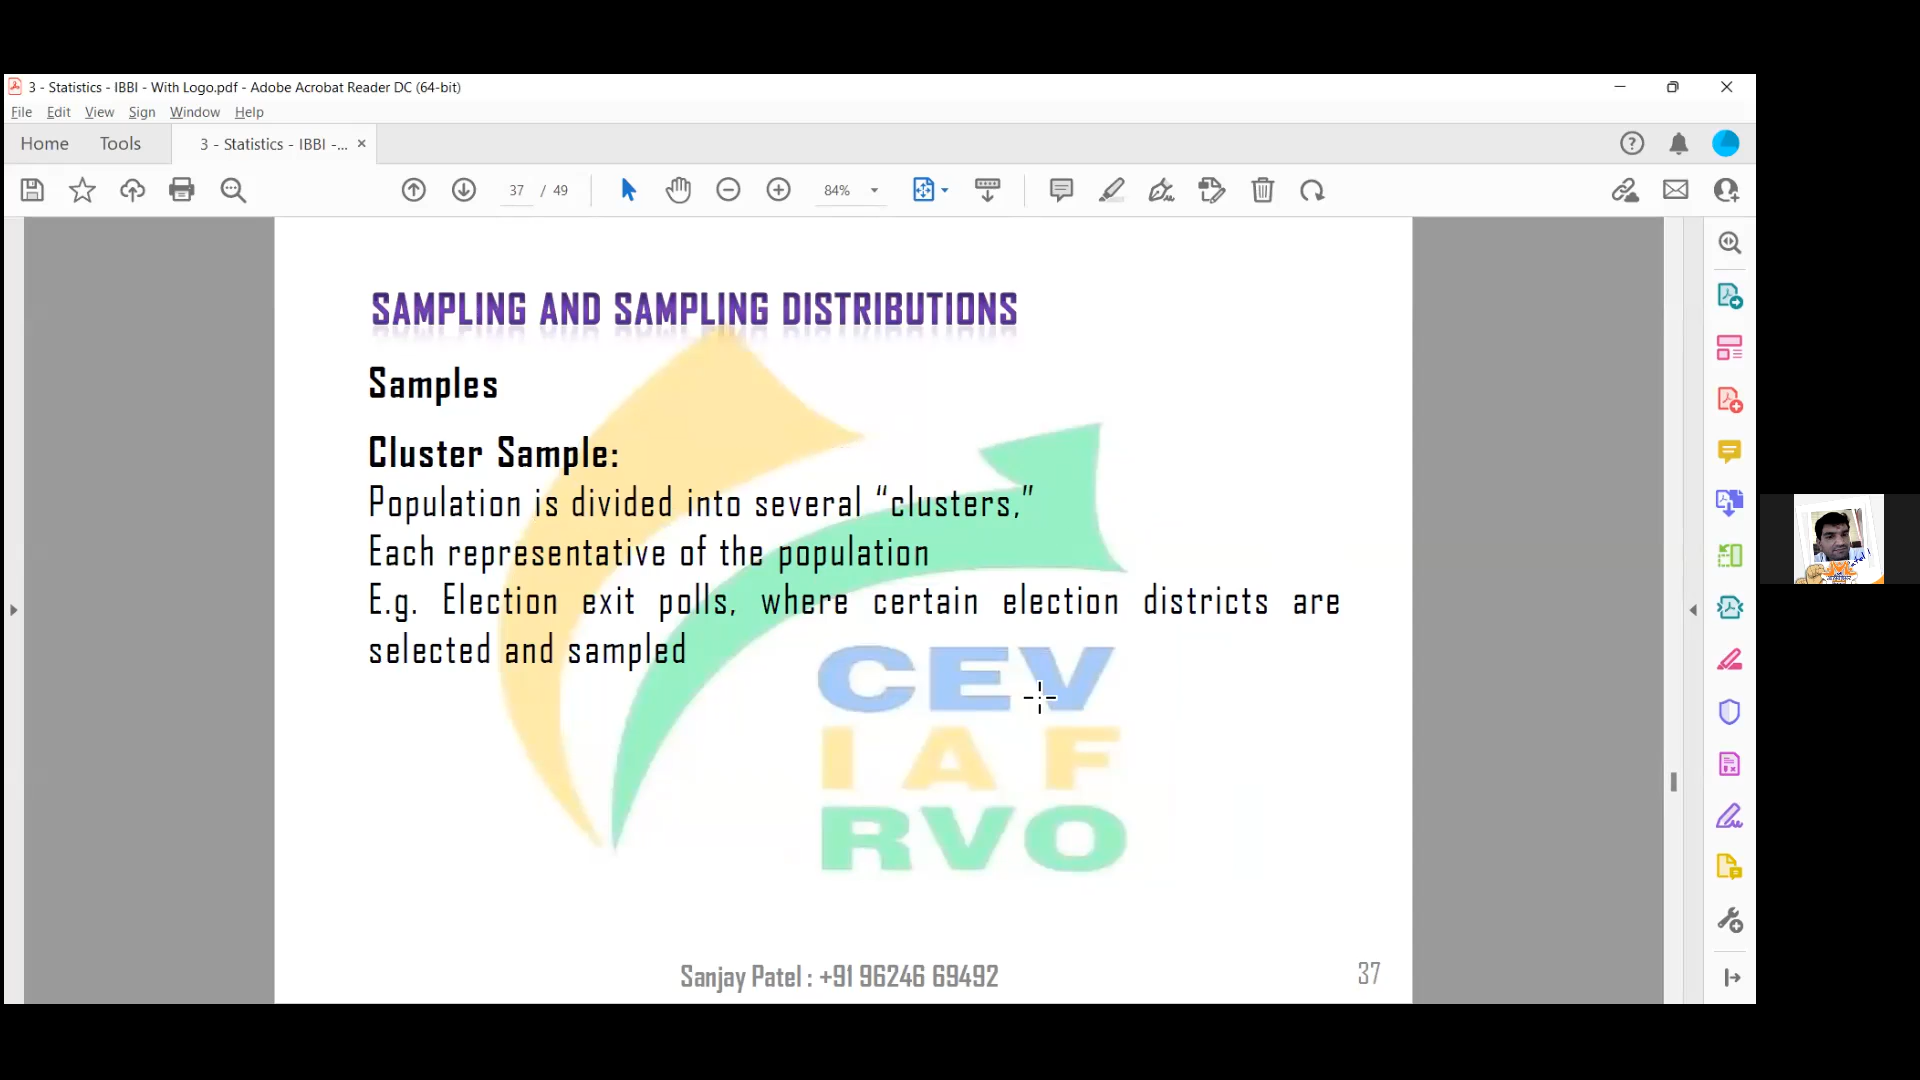 3 - Statistics - IBBI - With Logo.pdf - Adobe Acrobat Reader DC (64-bit)
File Edit View Sign Window Help
Home Tools 3 - Statistics - IBBI -...
37 / 49 84%
SAMPLING AND SAMPLING DISTRIBUTIONS
Samples
Cluster Sample:
Population is divided into several “clusters,”
Each representative of the population
E.g. Election exit polls, where certain election districts are
selected and sampled
CEV
IAF
RVO
Sanjay Patel : +91 96246 69492
37